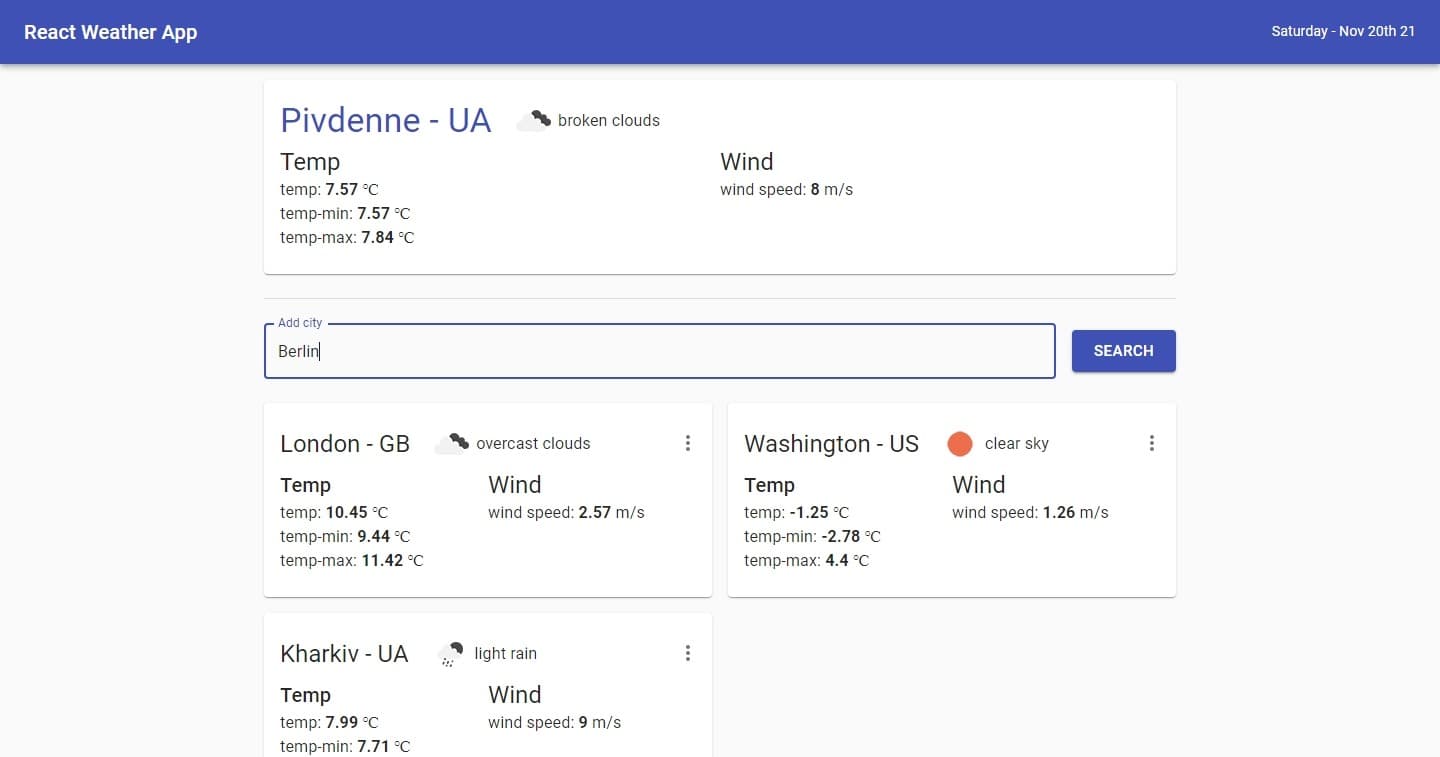 React Weather App
Saturday - Nov 20th 21
Pivdenne - UA broken clouds
Temp
temp: 7.57 ℃
temp-min: 7.57 ℃
temp-max: 7.84 ℃
Wind
wind speed: 8 m/s
Add city
Berlin
SEARCH
London - GB overcast clouds
Temp
temp: 10.45 ℃
temp-min: 9.44 ℃
temp-max: 11.42 ℃
Wind
wind speed: 2.57 m/s
Washington - US clear sky
Temp
temp: -1.25 ℃
temp-min: -2.78 ℃
temp-max: 4.4 ℃
Wind
wind speed: 1.26 m/s
Kharkiv - UA light rain
Temp
temp: 7.99 ℃
temp-min: 7.71 ℃
Wind
wind speed: 9 m/s